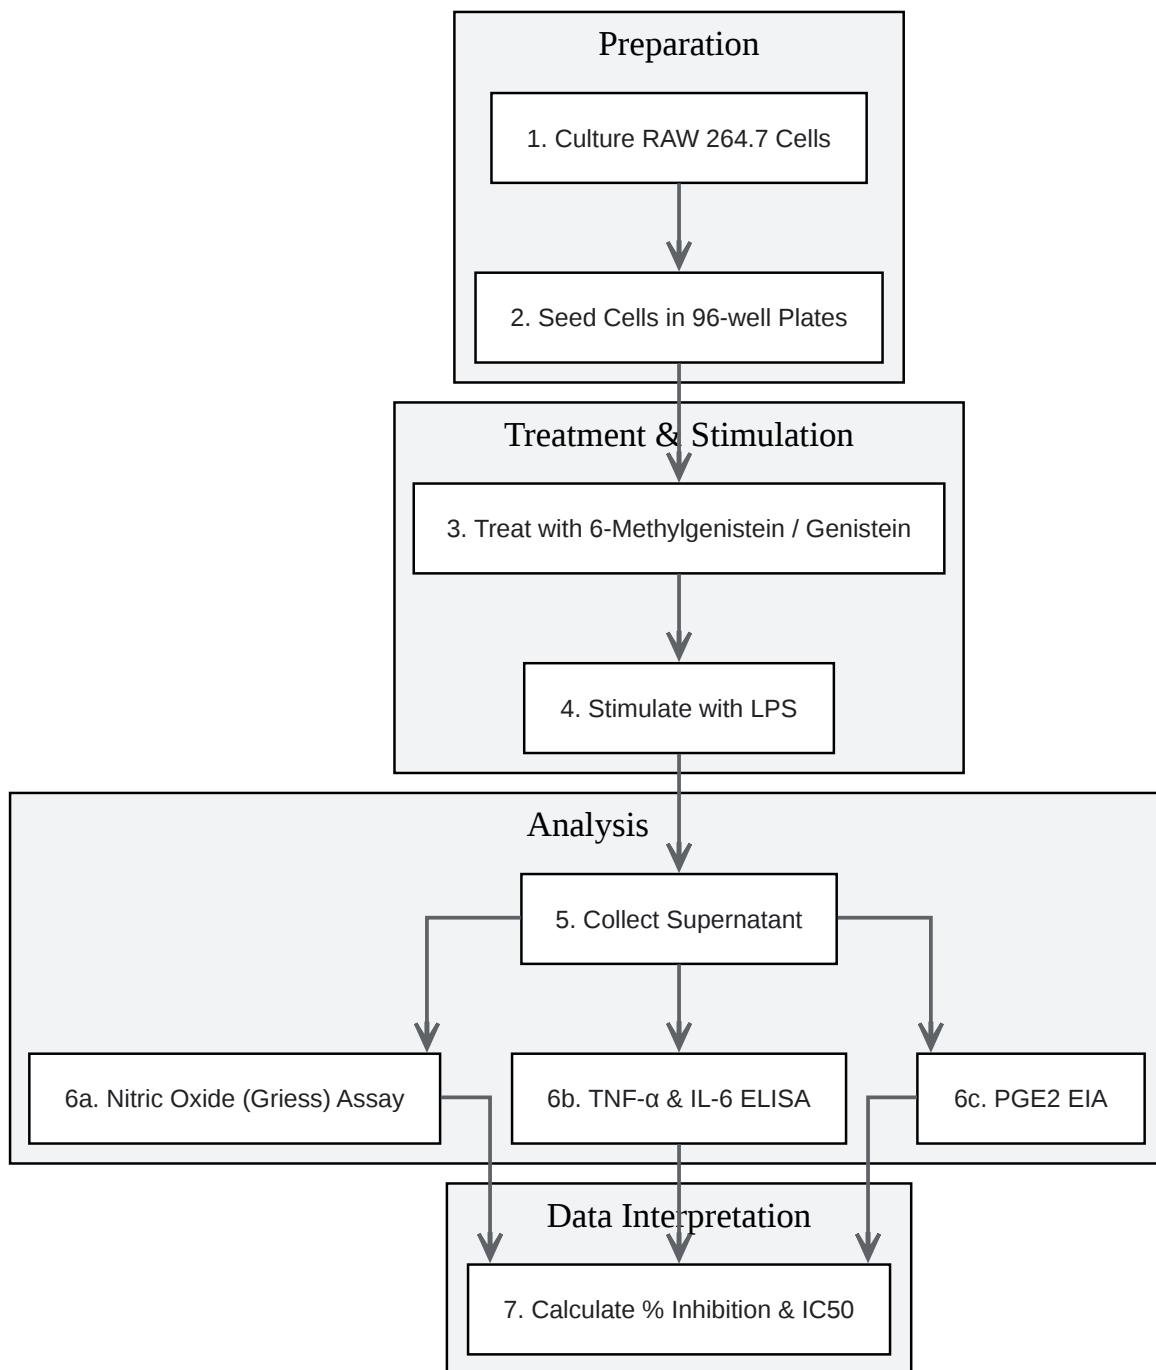 Preparation
1. Culture RAW 264.7 Cells
2. Seed Cells in 96-well Plates
Treatment & Stimulation
3. Treat with 6-Methylgenistein / Genistein
4. Stimulate with LPS
Analysis
5. Collect Supernatant
6a. Nitric Oxide (Griess) Assay
6b. TNF-α & IL-6 ELISA
6c. PGE2 EIA
Data Interpretation
7. Calculate % Inhibition & IC50